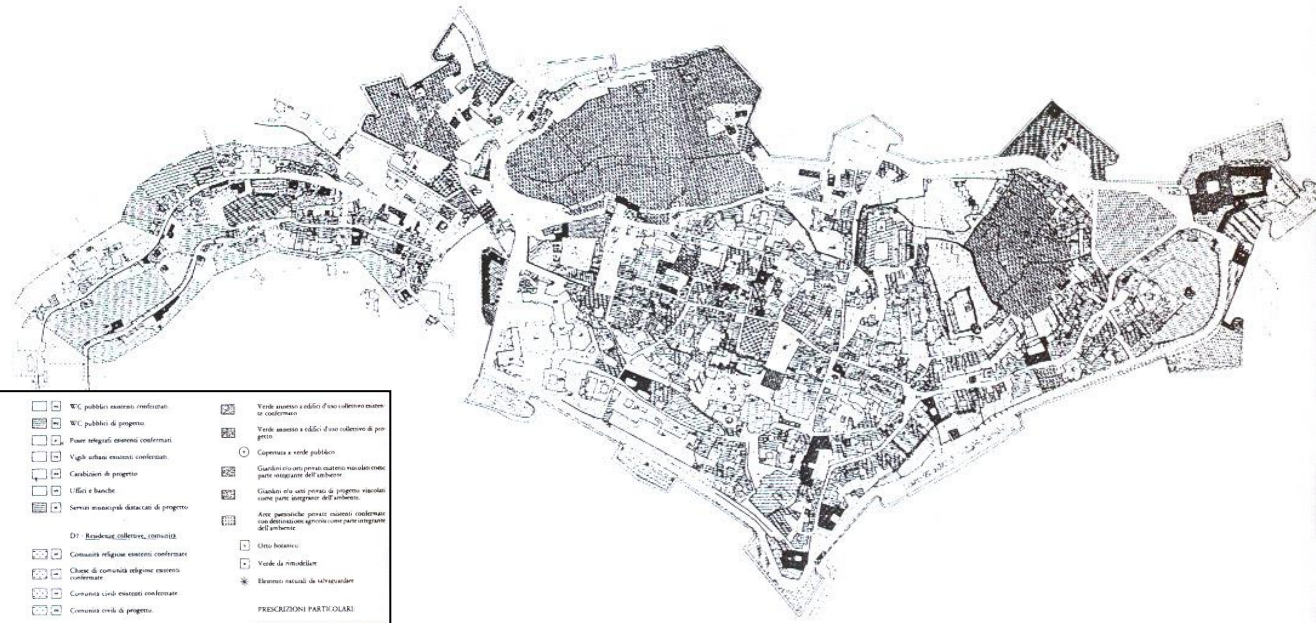 WC pubblici esistenti confermati
WC pubblici di progetto
Poste telegrafi esistenti confermati
Vigili urbani esistenti confermati
Carabinieri di progetto
Uffici e banche
Servizi municipali distaccati di progetto
Residenze collettive, comunità
Comunità religiose esistenti confermate
Chiese di comunità religiose esistenti
confermate
Comunità civili esistenti confermate
Comunità civili di progetto
Verde annesso a edifici d'uso collettivo esisten-
te confermato
Verde annesso a edifici d'uso collettivo di pro-
getto
Copertura a verde pubblico
Giardini e/o orti privati esistenti vincolati come
parte integrante dell'ambiente
Giardini e/o orti privati di progetto vincolati
come parte integrante dell'ambiente.
private esistenti confermate
con destinazione agricola come parte integrante
dell'ambiente
Orto botanico
Verde da rimodellare
Elementi naturali da salvaguardare
PRESCRIZIONI PARTICOLARI